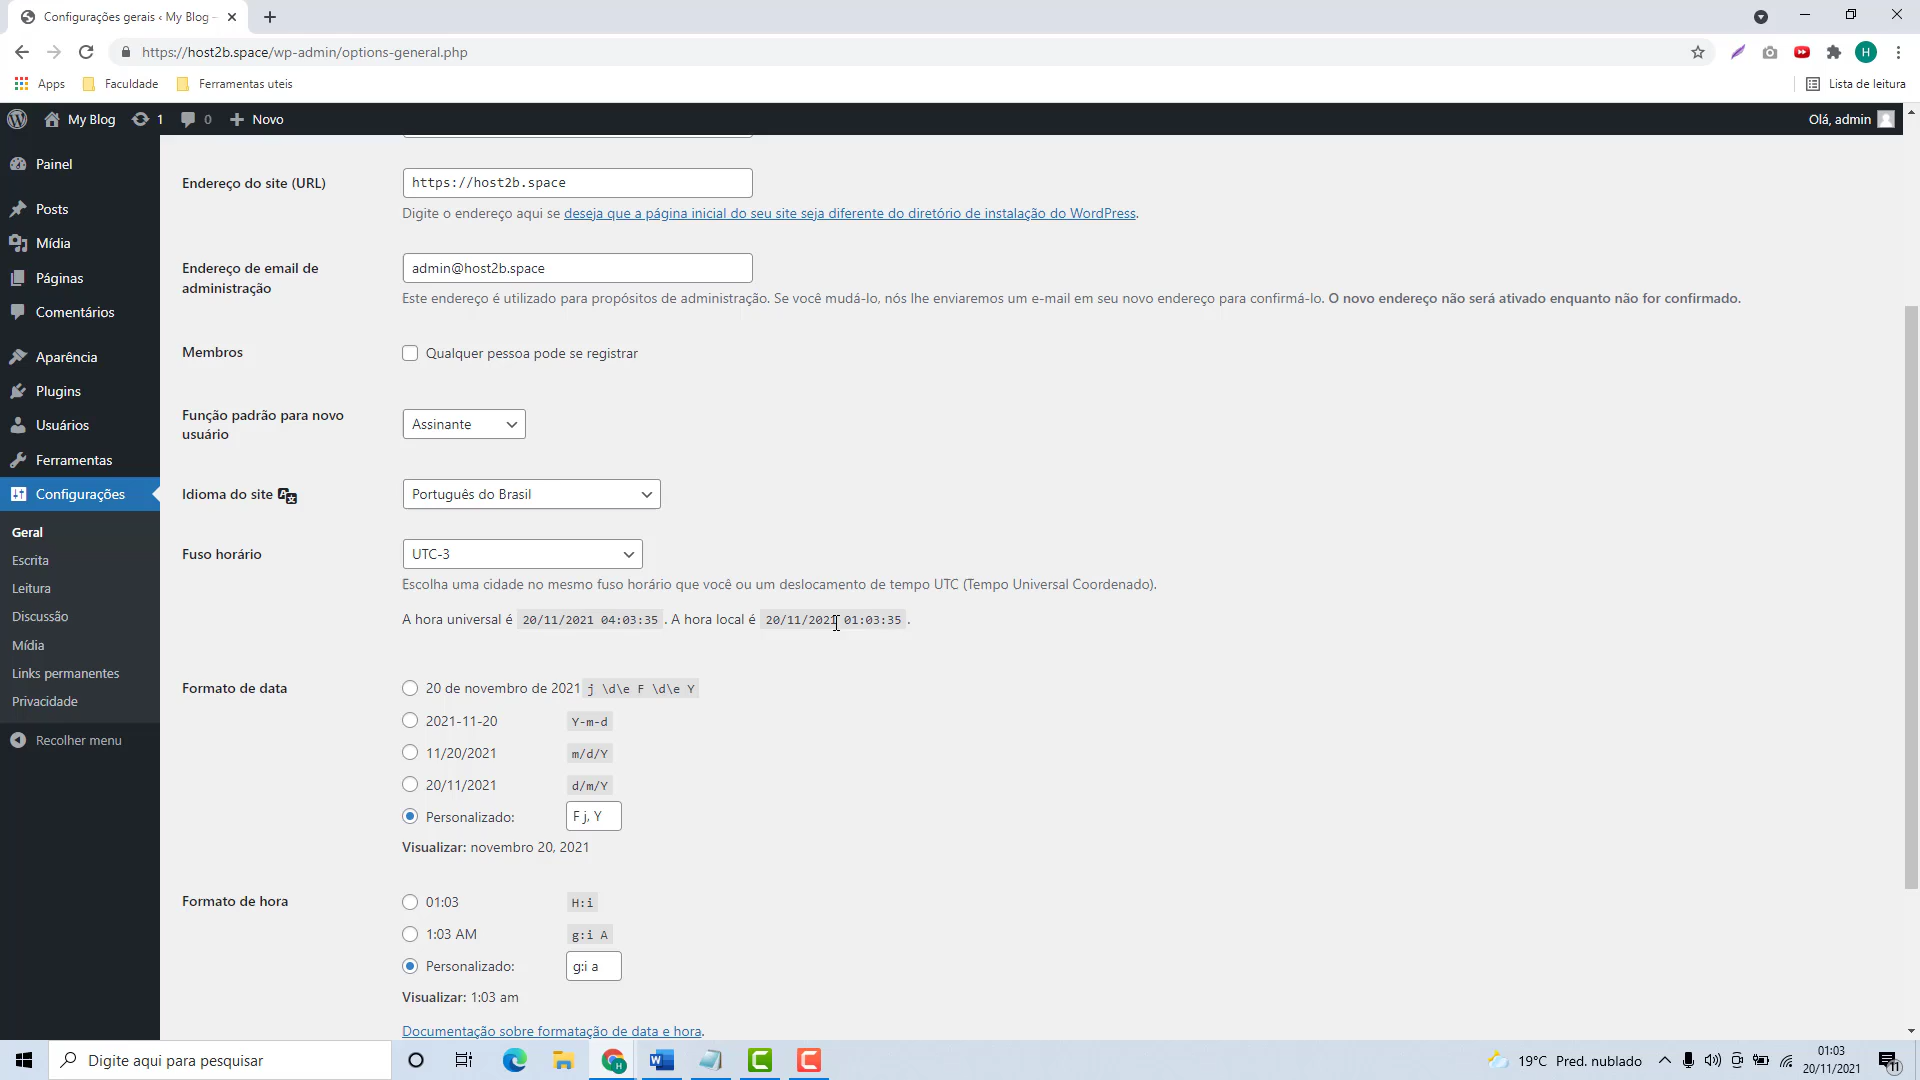 Configurações gerais ‹ My Blog –
https://host2b.space/wp-admin/options-general.php
H
Apps
Faculdade
Ferramentas uteis
Lista de leitura
My Blog
1
0
Novo
Olá, admin
Painel
Posts
Mídia
Páginas
Comentários
Aparência
Plugins
Usuários
Ferramentas
Configurações
Geral
Escrita
Leitura
Discussão
Mídia
Links permanentes
Privacidade
Recolher menu
Endereço do site (URL)
https://host2b.space
Digite o endereço aqui se deseja que a página inicial do seu site seja diferente do diretório de instalação do WordPress.
Endereço de email de
administração
admin@host2b.space
Este endereço é utilizado para propósitos de administração. Se você mudá-lo, nós lhe enviaremos um e-mail em seu novo endereço para confirmá-lo. O novo endereço não será ativado enquanto não for confirmado.
Membros
Qualquer pessoa pode se registrar
Função padrão para novo
usuário
Assinante
Idioma do site
Português do Brasil
Fuso horário
UTC-3
Escolha uma cidade no mesmo fuso horário que você ou um deslocamento de tempo UTC (Tempo Universal Coordenado).
A hora universal é 20/11/2021 04:03:35. A hora local é 20/11/2021 01:03:35.
Formato de data
20 de novembro de 2021 j \d\e F \d\e Y
2021-11-20 Y-m-d
11/20/2021 m/d/Y
20/11/2021 d/m/Y
Personalizado: F j, Y
Visualizar: novembro 20, 2021
Formato de hora
01:03 H:i
1:03 AM g:i A
Personalizado: g:i a
Visualizar: 1:03 am
Documentação sobre formatação de data e hora.
Digite aqui para pesquisar
19°C Pred. nublado
01:03
20/11/2021
11